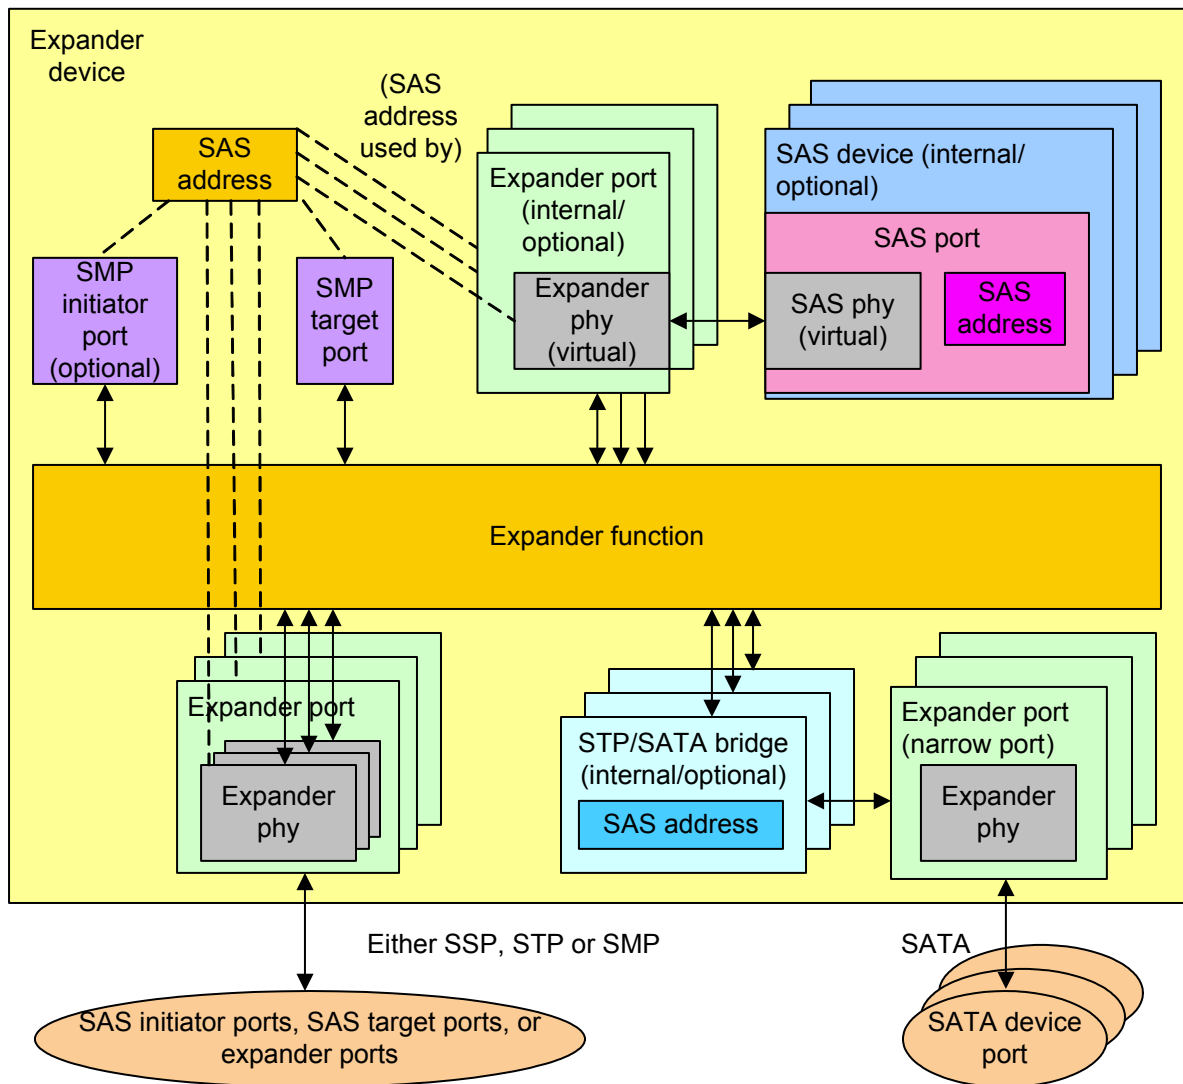 Expander
device
(SAS
address
used by)
SAS
address
Expander port
(internal/
optional)
SAS device (internal/
optional)
SAS port
SMP
initiator
port
(optional)
SMP
target
port
Expander
phy
(virtual)
SAS phy
(virtual)
SAS
address
Expander function
Expander port
Expander
phy
STP/SATA bridge
(internal/optional)
SAS address
Expander port
(narrow port)
Expander
phy
Either SSP, STP or SMP
SATA
SAS initiator ports, SAS target ports, or
expander ports
SATA device
port